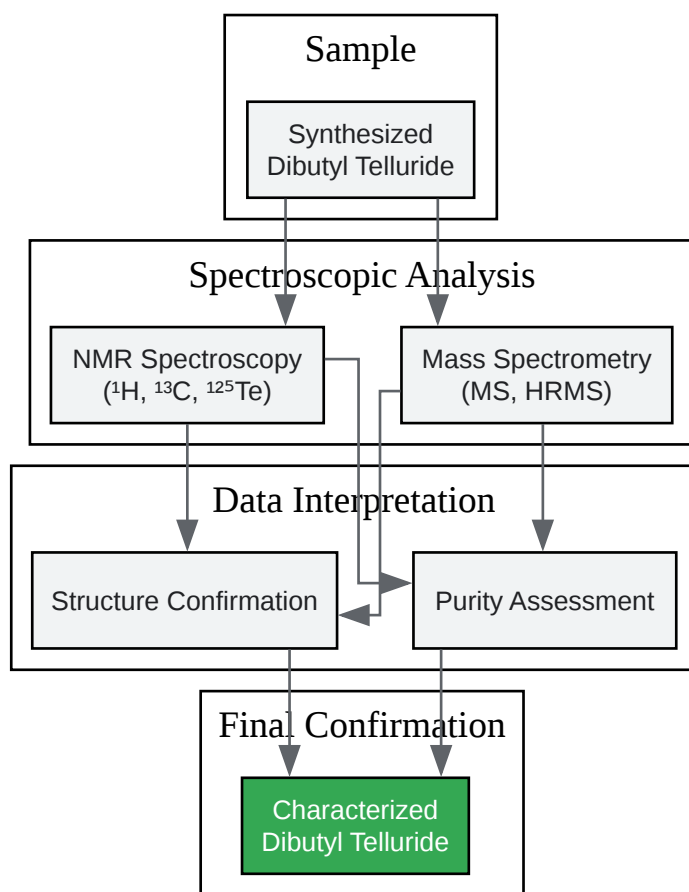 Sample
Synthesized
Dibutyl Telluride
Spectroscopic Analysis
NMR Spectroscopy
(¹H, ¹³C, ¹²⁵Te)
Mass Spectrometry
(MS, HRMS)
Data Interpretation
Structure Confirmation
Purity Assessment
Final Confirmation
Characterized
Dibutyl Telluride